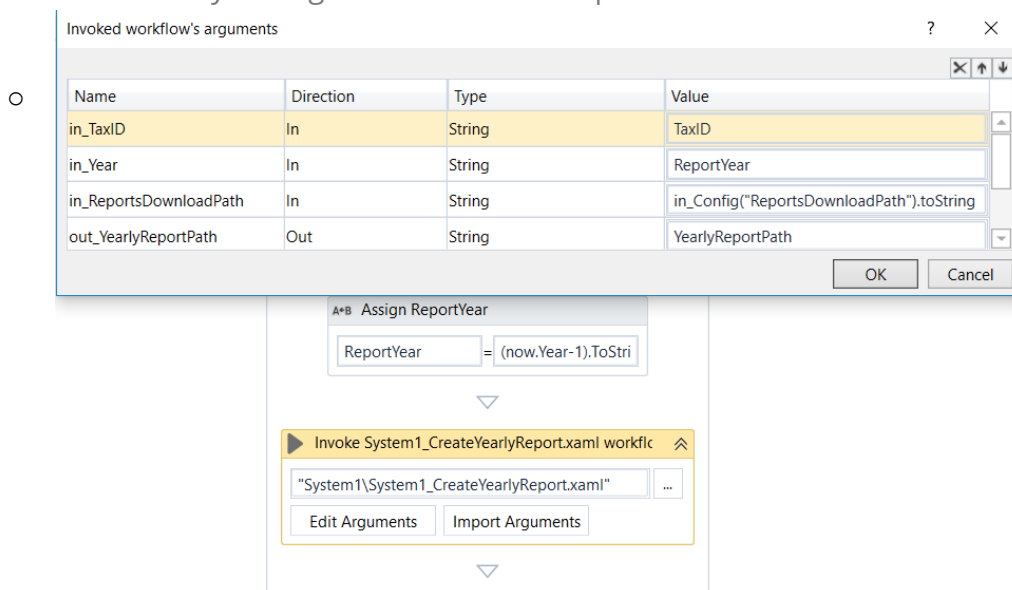 Invoked workflow's arguments ? ×
Name Direction Type Value
in_TaxID In String TaxID
in_Year In String ReportYear
in_ReportsDownloadPath In String in_Config("ReportsDownloadPath").toString
out_YearlyReportPath Out String YearlyReportPath
OK Cancel
A+B Assign ReportYear
ReportYear = (now.Year-1).ToStri
Invoke System1_CreateYearlyReport.xaml workflc
"System1\System1_CreateYearlyReport.xaml" ...
Edit Arguments Import Arguments